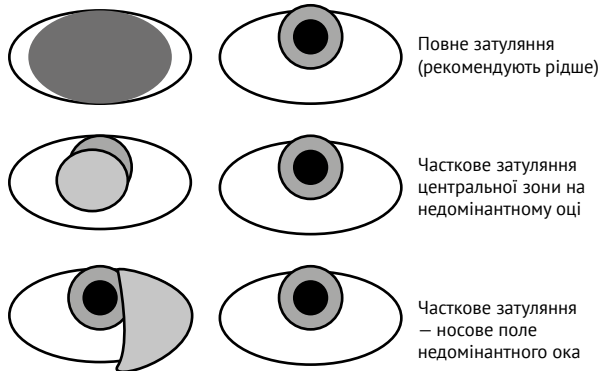 Повне затуляння
(рекомендують рідше)
Часткове затуляння
центральної зони на
недомінантному оці
Часткове затуляння
— носове поле
недомінантного ока